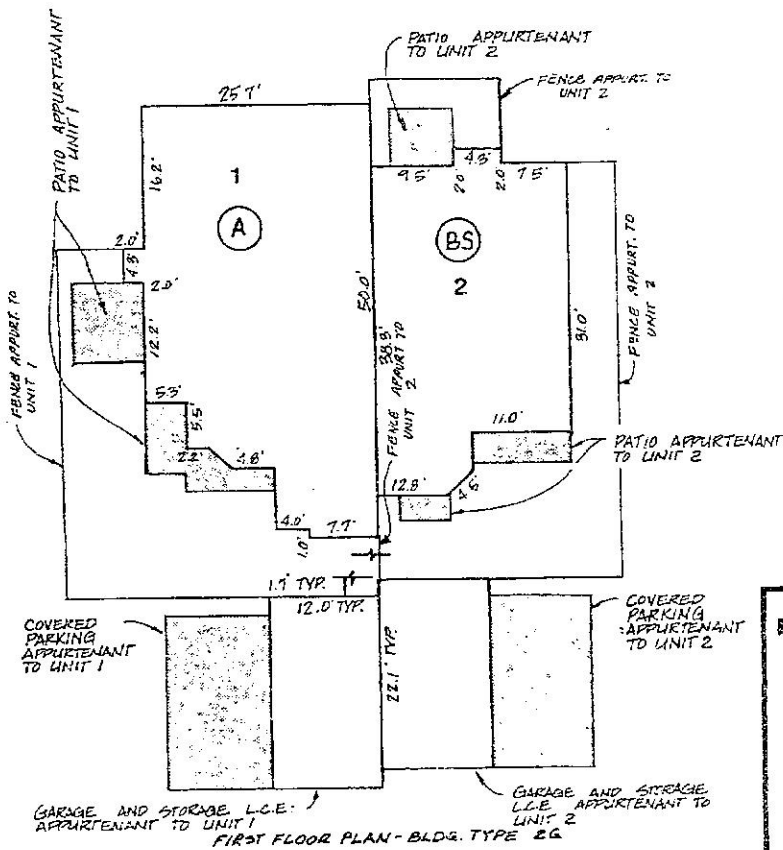 PATIO APPURTENANT
TO UNIT 2
FENCE APPURT. TO
UNIT 2
PATIO APPURTENANT
TO UNIT 1
25.7'
16.2'
1
A
4.3'
9.5'
2.0'
2.0'
7.5'
BS
2
2.0'
4.3'
2.0'
12.2'
50.0'
38.3'
31.0'
FENCE APPURT. TO
UNIT 2
FENCE APPURT. TO
UNIT 1
FENCE APPURT TO
UNIT 2
5.3'
5.5'
2.2'
4.8'
11.0'
PATIO APPURTENANT
TO UNIT 2
12.8'
4.5'
4.0'
7.7'
1.0'
1.7' TYP.
12.0' TYP.
COVERED
PARKING
APPURTENANT
TO UNIT 1
22.1' TYP
COVERED
PARKING
APPURTENANT
TO UNIT 2
GARAGE AND STORAGE L.C.E.
APPURTENANT TO UNIT 1
GARAGE AND STORAGE
L.C.E APPURTENANT TO
UNIT 2
FIRST FLOOR PLAN - BLDG. TYPE 2G